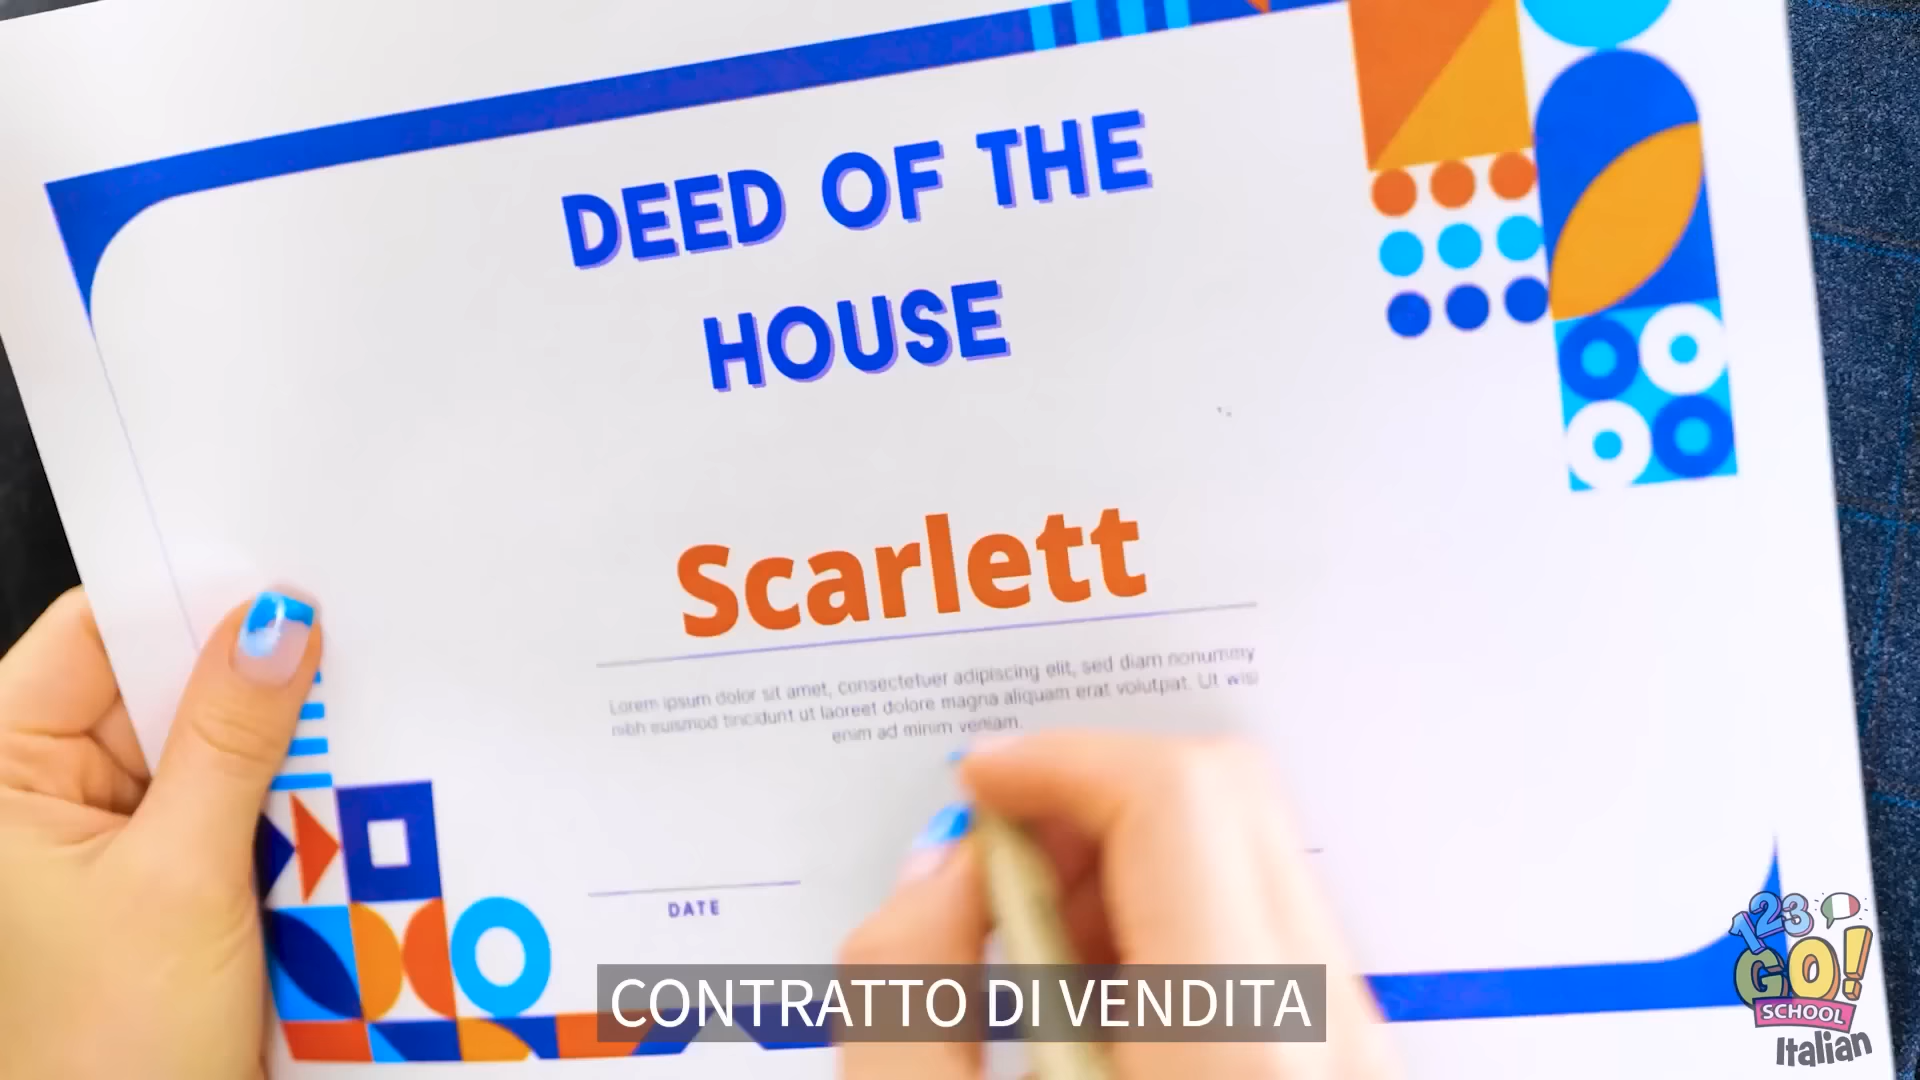 DEED OF THE
HOUSE
Scarlett
Lorem ipsum dolor sit amet, consectetuer adipiscing elit, sed diam nonummy
nibh euismod tincidunt ut laoreet dolore magna aliquam erat volutpat. Ut wisi
enim ad minim veniam.
DATE
CONTRATTO DI VENDITA
123
GO!
SCHOOL
Italian